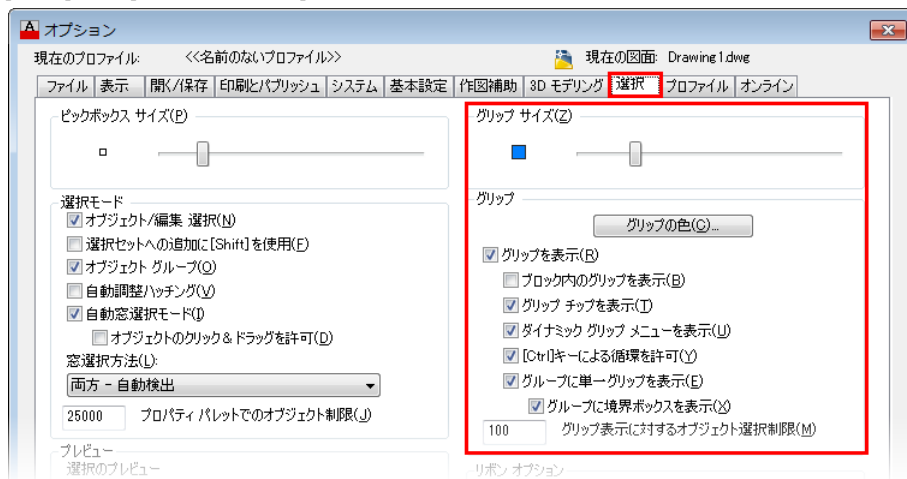 オプション
現在のプロファイル: <<名前のないプロファイル>> 現在の図面: Drawing1.dwg
ファイル 表示 開く/保存 印刷とパブリッシュ システム 基本設定 作図補助 3D モデリング 選択 プロファイル オンライン
ピックボックス サイズ(P)
選択モード
オブジェクト/編集 選択(N)
選択セットへの追加に[Shift]を使用(F)
オブジェクト グループ(O)
自動調整ハッチング(V)
自動窓選択モード(I)
オブジェクトのクリック & ドラッグを許可(D)
窓選択方法(L):
両方 - 自動検出
25000 プロパティ パレットでのオブジェクト制限(J)
プレビュー
選択のプレビュー
グリップ サイズ(Z)
グリップ
グリップの色(C)...
グリップを表示(R)
ブロック内のグリップを表示(B)
グリップ チップを表示(T)
ダイナミック グリップ メニューを表示(U)
[Ctrl]キーによる循環を許可(Y)
グループに単一グリップを表示(E)
グループに境界ボックスを表示(X)
100 グリップ表示に対するオブジェクト選択制限(M)
リボン オプション